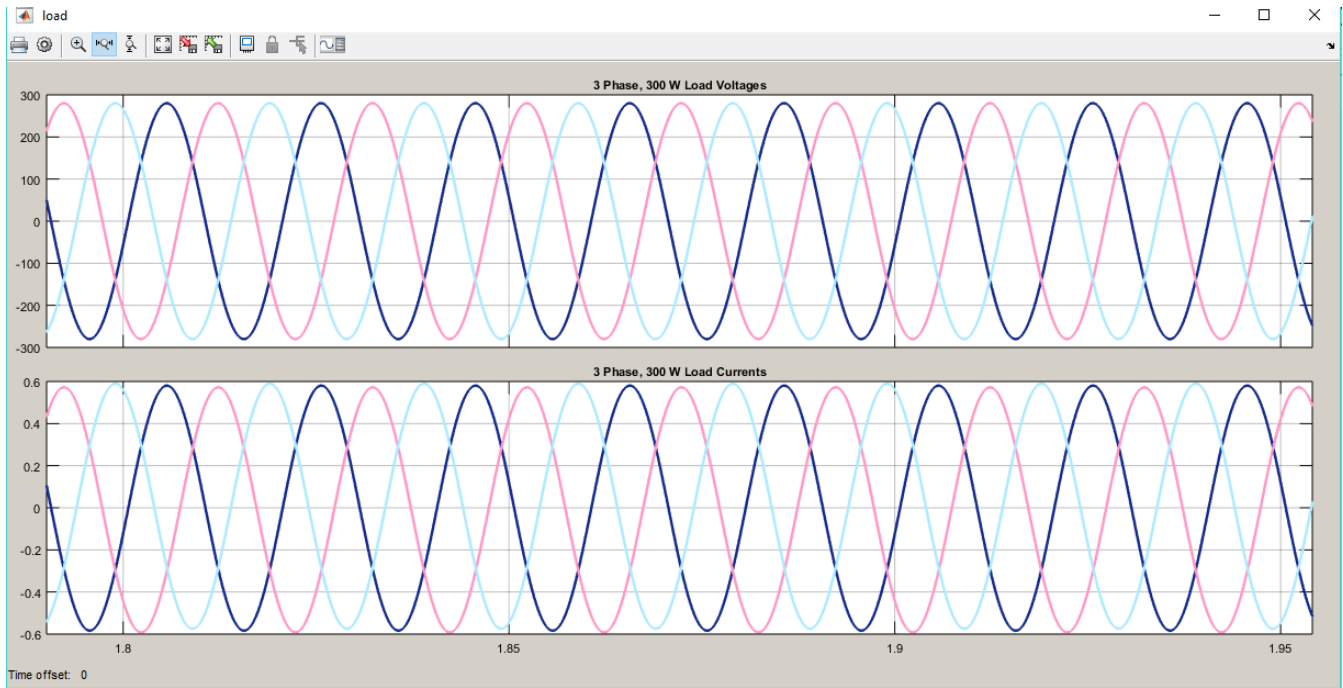 load
3 Phase, 300 W Load Voltages
300
200
100
0
-100
-200
-300
3 Phase, 300 W Load Currents
0.6
0.4
0.2
0
-0.2
-0.4
-0.6
1.8 1.85 1.9 1.95
Time offset: 0